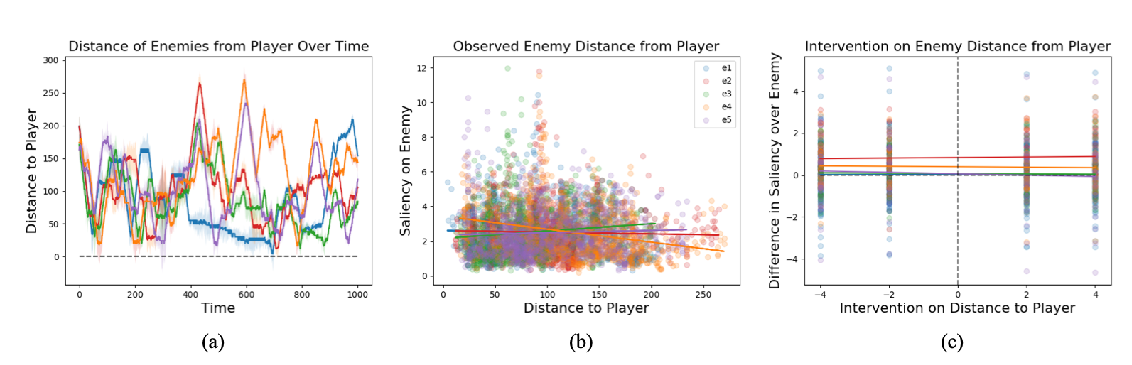 Distance of Enemies from Player Over Time
300
250
200
150
100
50
0
Distance to Player
0 200 400 600 800 1000
Time
(a)
Observed Enemy Distance from Player
12
10
8
6
4
2
0
Saliency on Enemy
e1
e2
e3
e4
e5
0 50 100 150 200 250
Distance to Player
(b)
Intervention on Enemy Distance from Player
4
2
0
−2
−4
Difference in Saliency over Enemy
−4 −2 0 2 4
Intervention on Distance to Player
(c)